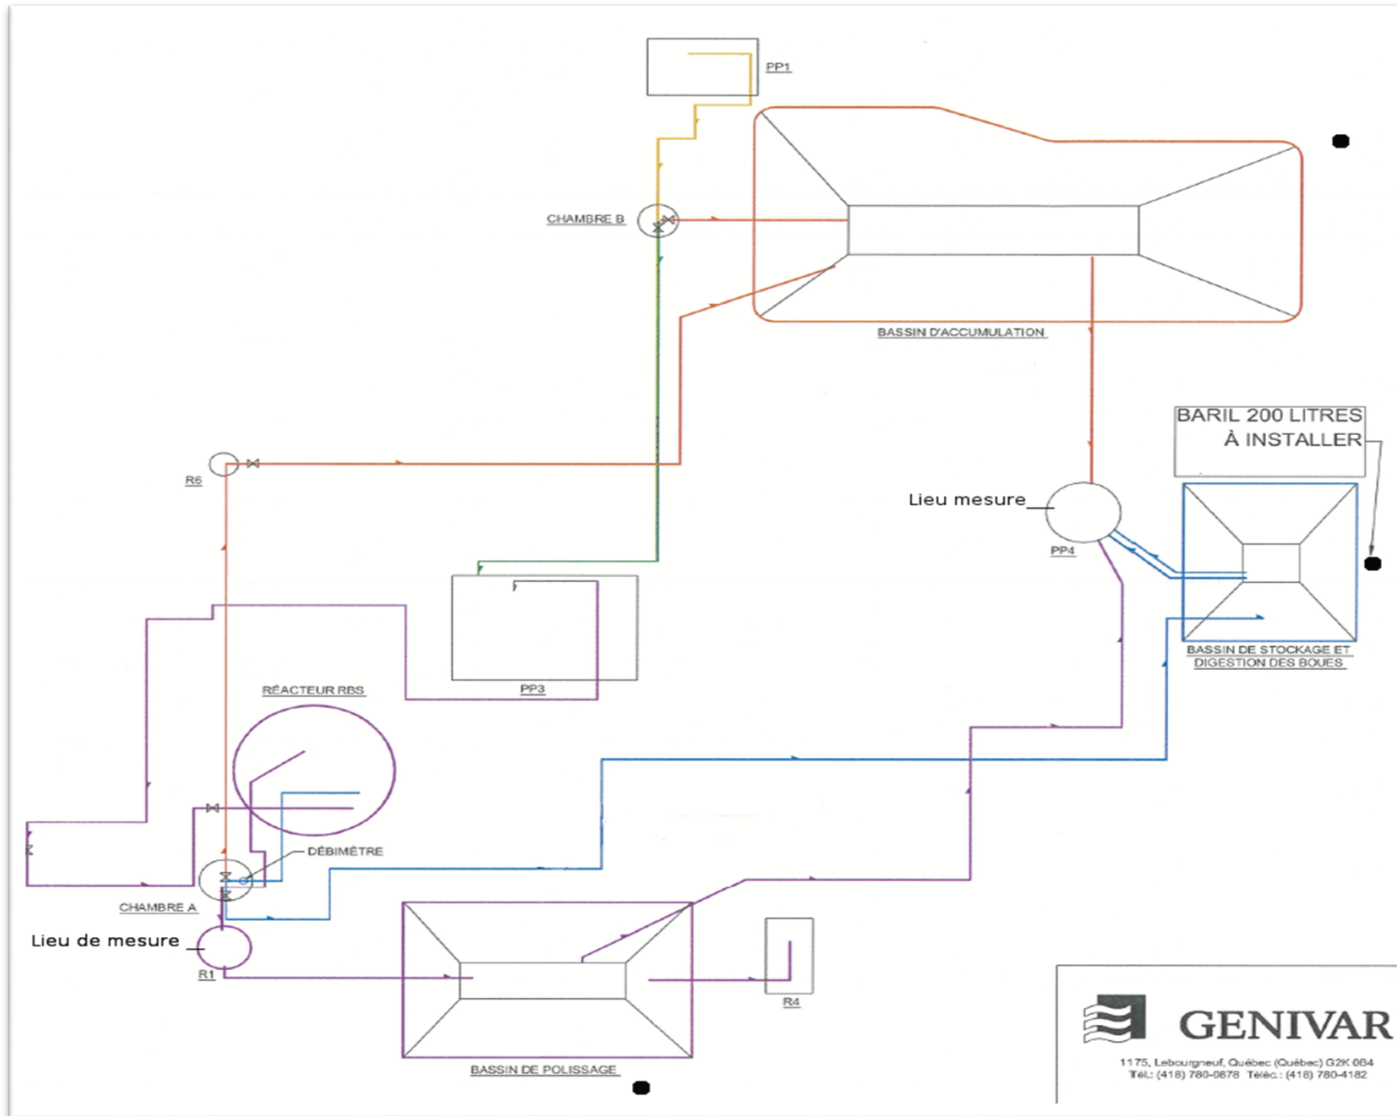 PP1
CHAMBRE B
BASSIN D'ACCUMULATION
BARIL 200 LITRES
À INSTALLER
R6
Lieu mesure
PP4
BASSIN DE STOCKAGE ET
DIGESTION DES BOUES
PP3
RÉACTEUR RBS
DÉBIMÈTRE
CHAMBRE A
Lieu de mesure
R1
R4
BASSIN DE POLISSAGE
GENIVAR
1175, Lebourgneuf, Québec (Québec) G2K 0B4
Tél.: (418) 780-0878 Téléc.: (418) 780-4182